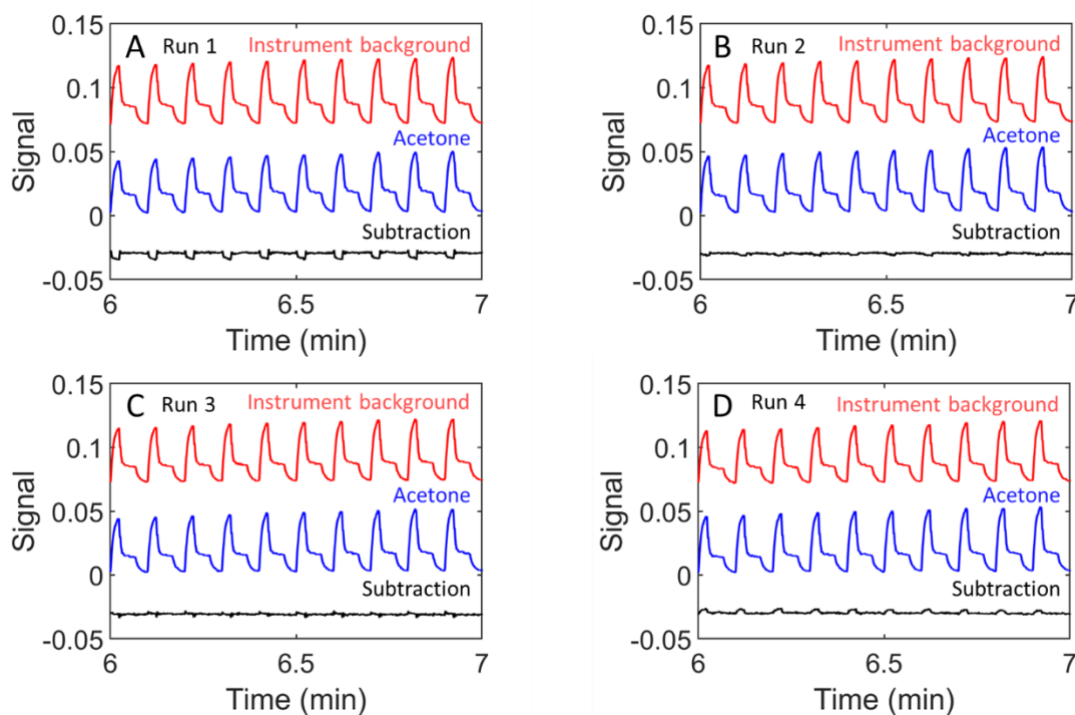 0.15
A Run 1 Instrument background
0.1
Signal
0.05
Acetone
0
Subtraction
-0.05
6 6.5 7
Time (min)
0.15
B Run 2 Instrument background
0.1
Signal
0.05
Acetone
0
Subtraction
-0.05
6 6.5 7
Time (min)
0.15
C Run 3 Instrument background
0.1
Signal
0.05
Acetone
0
Subtraction
-0.05
6 6.5 7
Time (min)
0.15
D Run 4 Instrument background
0.1
Signal
0.05
Acetone
0
Subtraction
-0.05
6 6.5 7
Time (min)